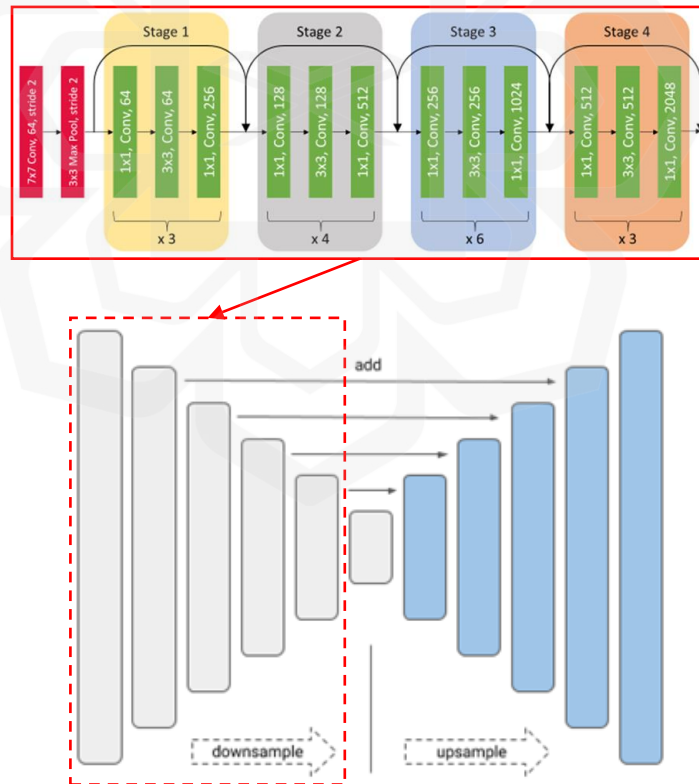 Stage 1
Stage 2
Stage 3
Stage 4
7x7 Conv, 64, stride 2
3x3 Max Pool, stride 2
1x1, Conv, 64
3x3, Conv, 64
1x1, Conv, 256
1x1, Conv, 128
3x3, Conv, 128
1x1, Conv, 512
1x1, Conv, 256
3x3, Conv, 256
1x1, Conv, 1024
1x1, Conv, 512
3x3, Conv, 512
1x1, Conv, 2048
x 3
x 4
x 6
x 3
add
downsample
upsample